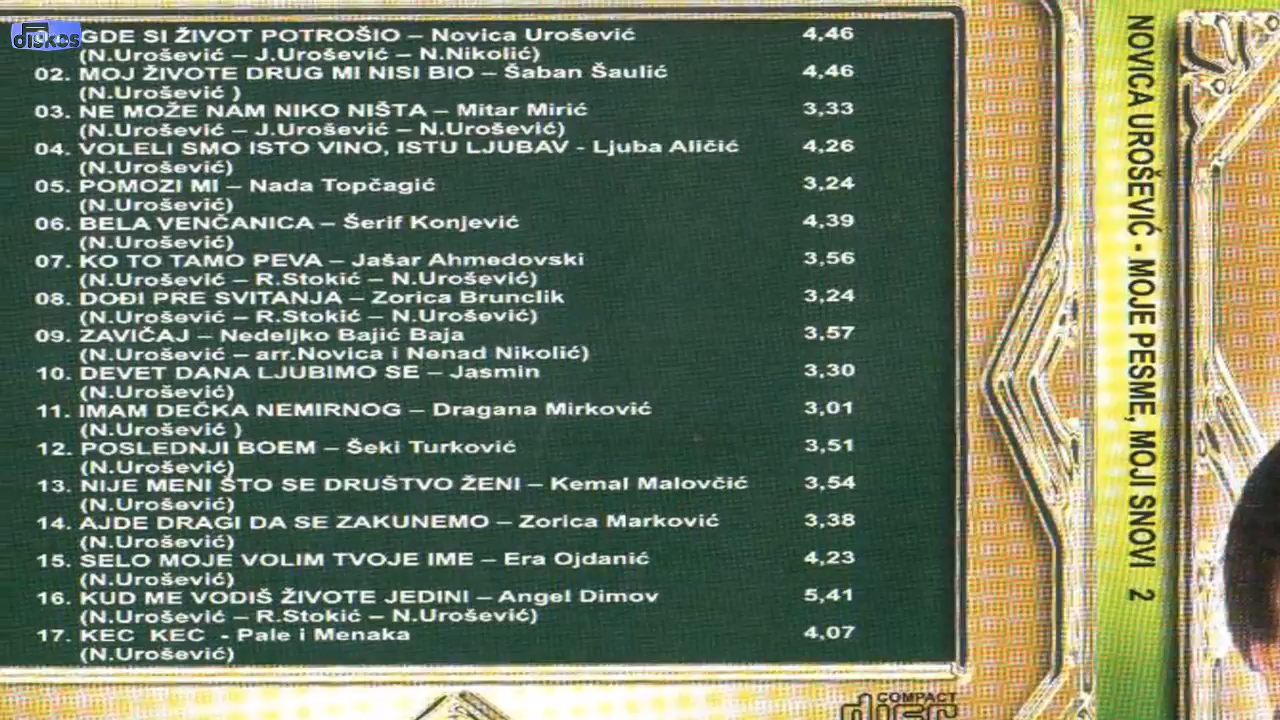 diskos
GDE SI ŽIVOT POTROŠIO – Novica Urošević 4,46
(N.Urošević – J.Urošević – N.Nikolić)
02. MOJ ŽIVOTE DRUG MI NISI BIO – Šaban Šaulić 4,46
(N.Urošević )
03. NE MOŽE NAM NIKO NIŠTA – Mitar Mirić 3,33
(N.Urošević – J.Urošević – N.Urošević)
04. VOLELI SMO ISTO VINO, ISTU LJUBAV - Ljuba Aličić 4,26
(N.Urošević)
05. POMOZI MI – Nada Topčagić 3,24
(N.Urošević)
06. BELA VENČANICA – Šerif Konjević 4,39
(N.Urošević)
07. KO TO TAMO PEVA – Jašar Ahmedovski 3,56
(N.Urošević – R.Stokić – N.Urošević)
08. DOĐI PRE SVITANJA – Zorica Brunclik 3,24
(N.Urošević – R.Stokić – N.Urošević)
09. ZAVIČAJ – Nedeljko Bajić Baja 3,57
(N.Urošević – arr.Novica i Nenad Nikolić)
10. DEVET DANA LJUBIMO SE – Jasmin 3,30
(N.Urošević)
11. IMAM DEČKA NEMIRNOG – Dragana Mirković 3,01
(N.Urošević )
12. POSLEDNJI BOEM – Šeki Turković 3,51
(N.Urošević)
13. NIJE MENI ŠTO SE DRUŠTVO ŽENI – Kemal Malovčić 3,54
(N.Urošević)
14. AJDE DRAGI DA SE ZAKUNEMO – Zorica Marković 3,38
(N.Urošević)
15. SELO MOJE VOLIM TVOJE IME – Era Ojdanić 4,23
(N.Urošević)
16. KUD ME VODIŠ ŽIVOTE JEDINI – Angel Dimov 5,41
(N.Urošević – R.Stokić – N.Urošević)
17. KEC KEC - Pale i Menaka 4,07
(N.Urošević)
COMPACT
disc
NOVICA UROŠEVIĆ - MOJE PESME, MOJI SNOVI 2